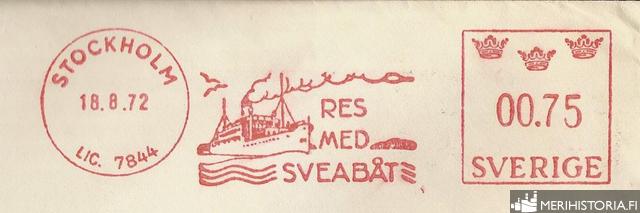 STOCKHOLM
18.8.72
LIC. 7844
RES
MED
SVEABÅT
00.75
SVERIGE
MERIHISTORIA.FI